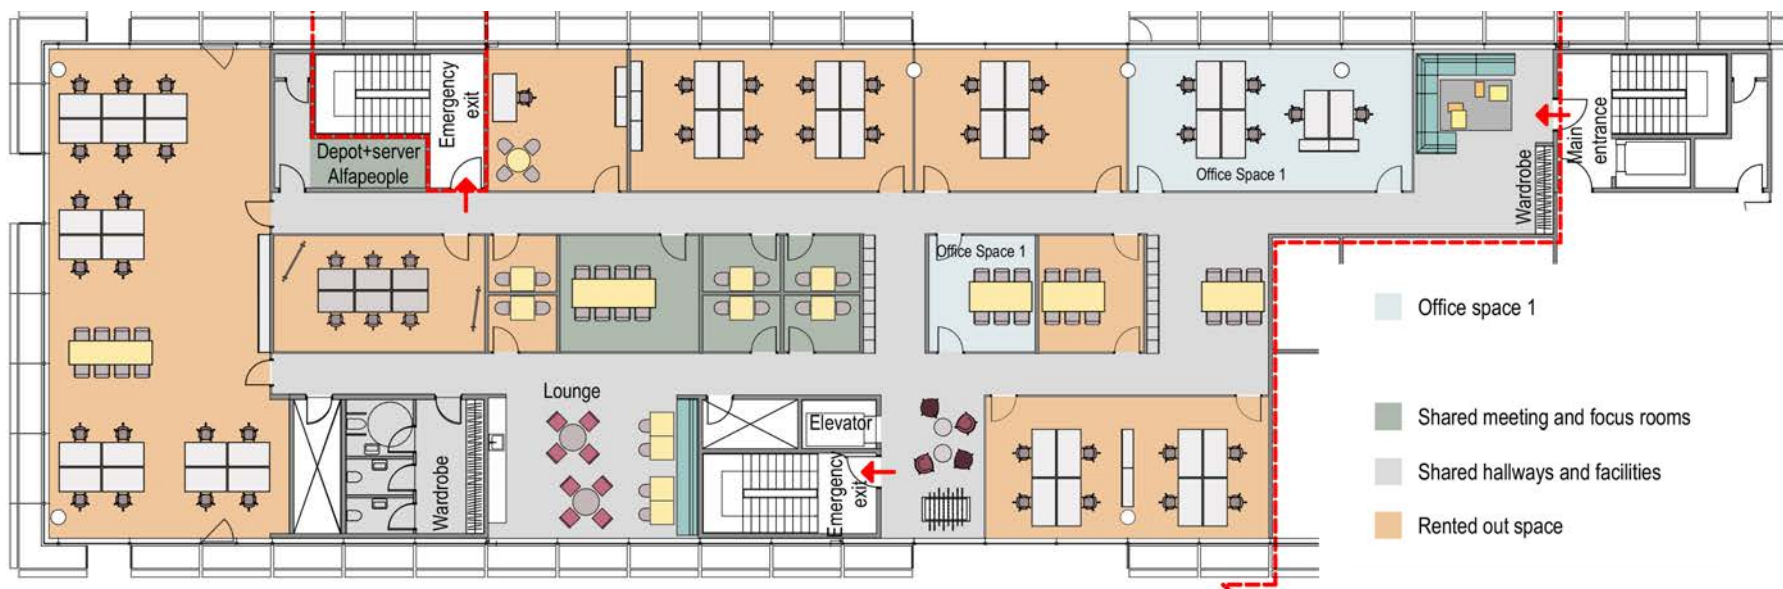 Emergency
exit
Depot+server
Alfapeople
Office Space 1
Main
entrance
Wardrobe
Office Space 1
Office space 1
Lounge
Shared meeting and focus rooms
Elevator
Wardrobe
Emergency
exit
Shared hallways and facilities
Rented out space